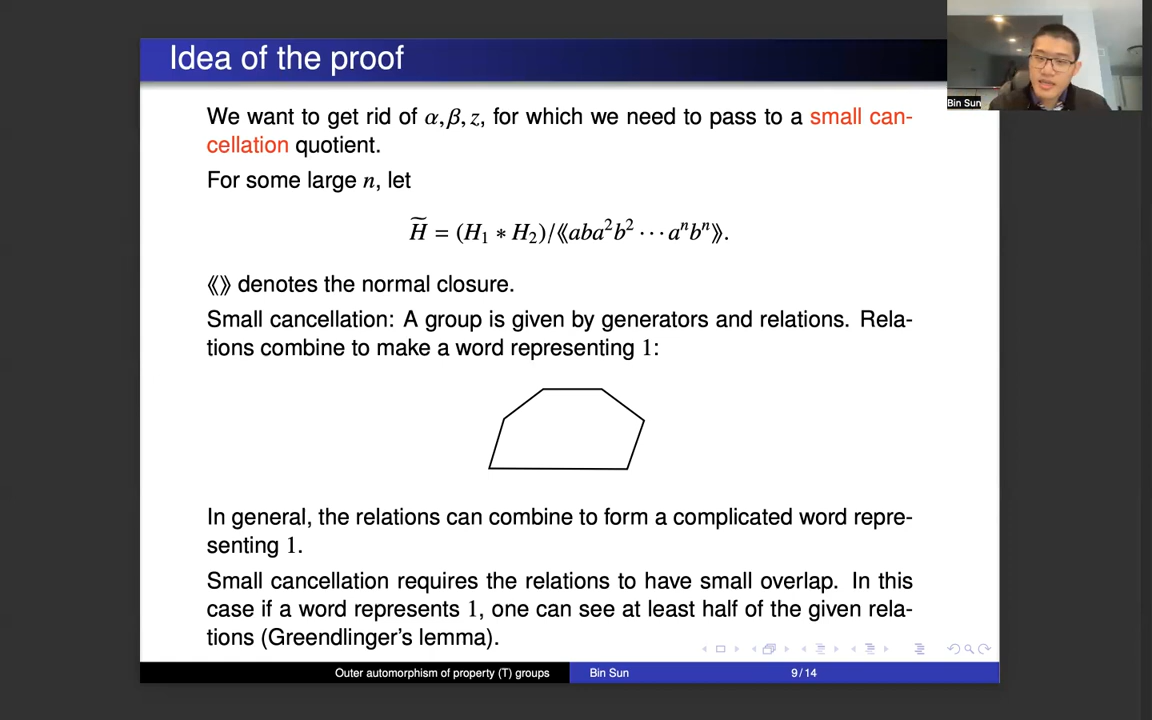 Idea of the proof
Bin Sun
We want to get rid of α, β, z, for which we need to pass to a small can-
cellation quotient.
For some large n, let
H̃ = (H₁ ∗ H₂)/⟪aba²b² ⋯ aⁿbⁿ⟫.
⟪⟫ denotes the normal closure.
Small cancellation: A group is given by generators and relations. Rela-
tions combine to make a word representing 1:
In general, the relations can combine to form a complicated word repre-
senting 1.
Small cancellation requires the relations to have small overlap. In this
case if a word represents 1, one can see at least half of the given rela-
tions (Greendlinger's lemma).
Outer automorphism of property (T) groups
Bin Sun
9/14